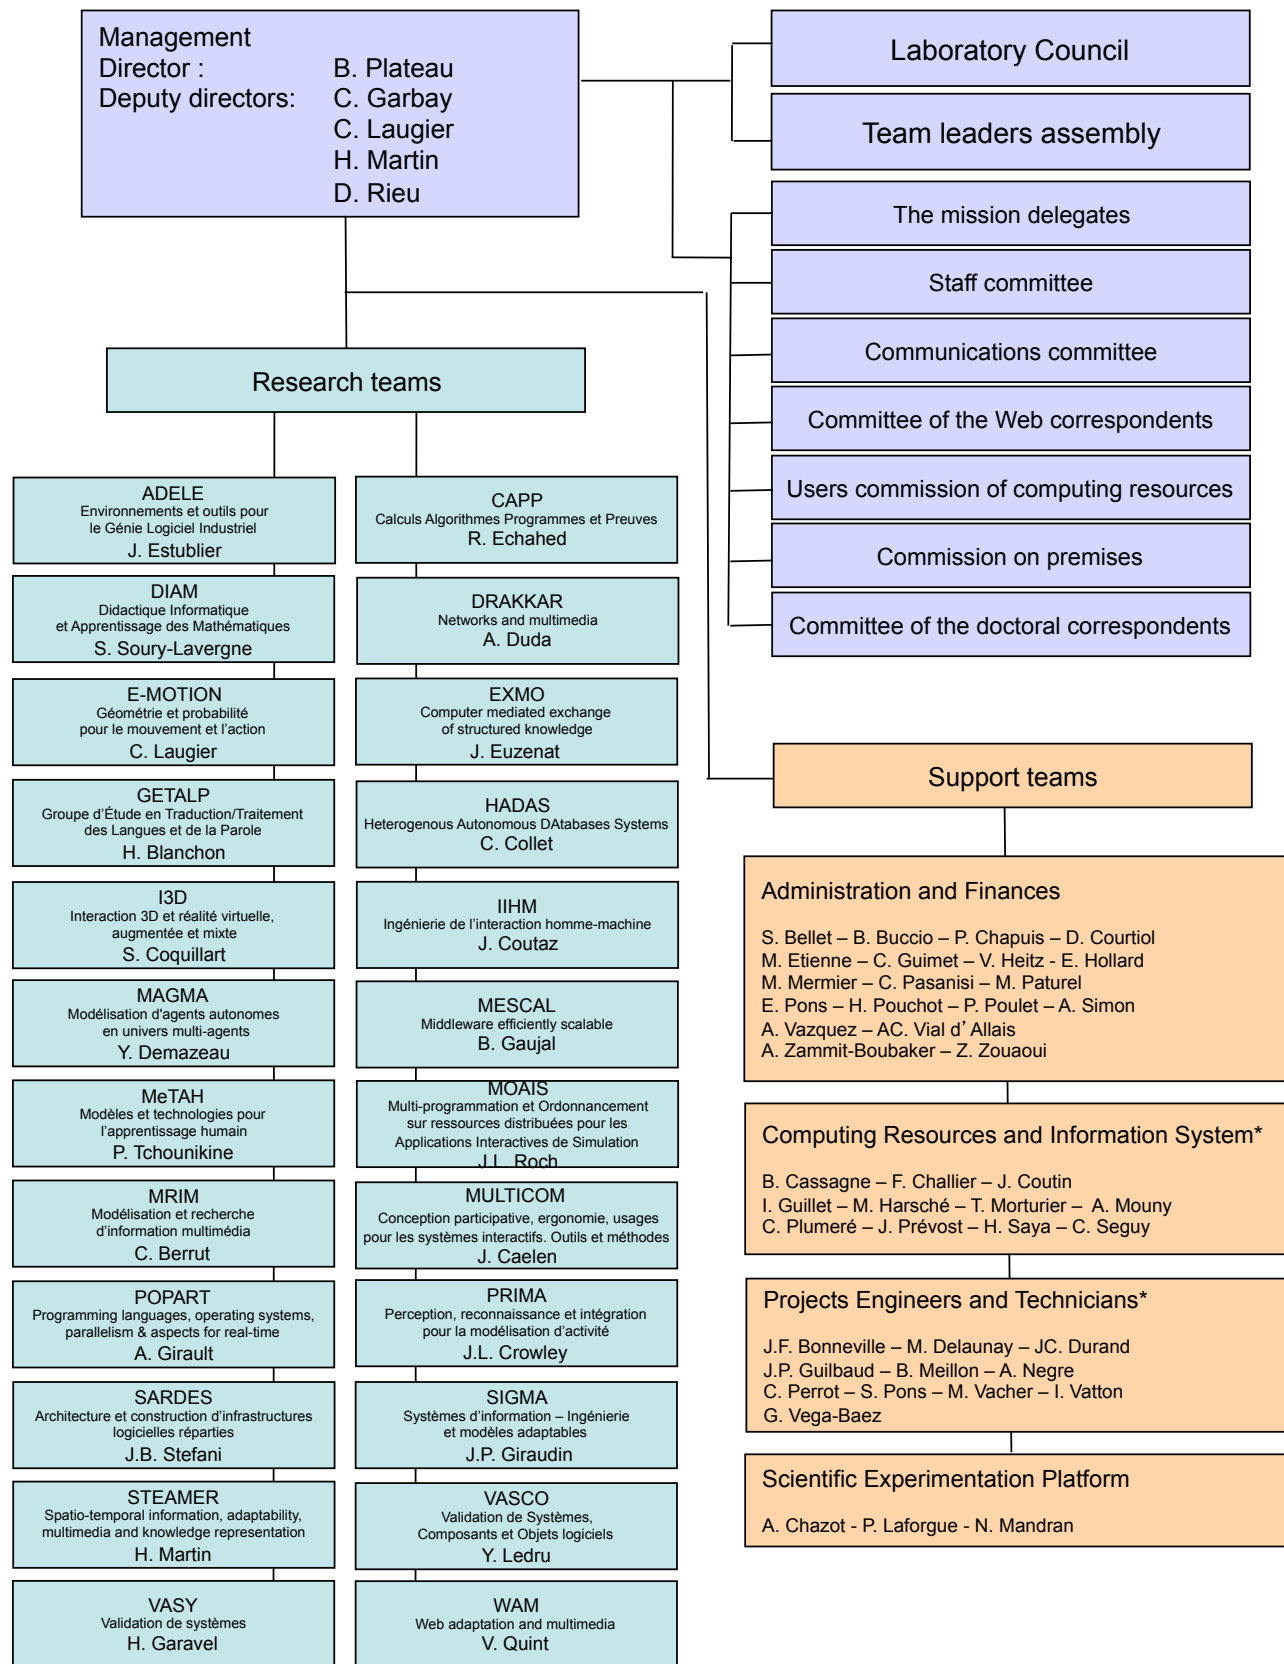 Management
Director : B. Plateau
Deputy directors: C. Garbay
C. Laugier
H. Martin
D. Rieu
Laboratory Council
Team leaders assembly
The mission delegates
Staff committee
Communications committee
Committee of the Web correspondents
Users commission of computing resources
Commission on premises
Committee of the doctoral correspondents
Research teams
ADELE
Environnements et outils pour
le Génie Logiciel Industriel
J. Estublier
DIAM
Didactique Informatique
et Apprentissage des Mathématiques
S. Soury-Lavergne
E-MOTION
Géométrie et probabilité
pour le mouvement et l’action
C. Laugier
GETALP
Groupe d’Étude en Traduction/Traitement
des Langues et de la Parole
H. Blanchon
I3D
Interaction 3D et réalité virtuelle,
augmentée et mixte
S. Coquillart
MAGMA
Modélisation d'agents autonomes
en univers multi-agents
Y. Demazeau
MeTAH
Modèles et technologies pour
l’apprentissage humain
P. Tchounikine
MRIM
Modélisation et recherche
d’information multimédia
C. Berrut
POPART
Programming languages, operating systems,
parallelism & aspects for real-time
A. Girault
SARDES
Architecture et construction d’infrastructures
logicielles réparties
J.B. Stefani
STEAMER
Spatio-temporal information, adaptability,
multimedia and knowledge representation
H. Martin
VASY
Validation de systèmes
H. Garavel
CAPP
Calculs Algorithmes Programmes et Preuves
R. Echahed
DRAKKAR
Networks and multimedia
A. Duda
EXMO
Computer mediated exchange
of structured knowledge
J. Euzenat
HADAS
Heterogenous Autonomous DAtabases Systems
C. Collet
IIHM
Ingénierie de l’interaction homme-machine
J. Coutaz
MESCAL
Middleware efficiently scalable
B. Gaujal
MOAIS
Multi-programmation et Ordonnancement
sur ressources distribuées pour les
Applications Interactives de Simulation
J.L. Roch
MULTICOM
Conception participative, ergonomie, usages
pour les systèmes interactifs. Outils et méthodes
J. Caelen
PRIMA
Perception, reconnaissance et intégration
pour la modélisation d’activité
J.L. Crowley
SIGMA
Systèmes d’information – Ingénierie
et modèles adaptables
J.P. Giraudin
VASCO
Validation de Systèmes,
Composants et Objets logiciels
Y. Ledru
WAM
Web adaptation and multimedia
V. Quint
Support teams
Administration and Finances
S. Bellet – B. Buccio – P. Chapuis – D. Courtiol
M. Etienne – C. Guimet – V. Heitz - E. Hollard
M. Mermier – C. Pasanisi – M. Paturel
E. Pons – H. Pouchot – P. Poulet – A. Simon
A. Vazquez – AC. Vial d’ Allais
A. Zammit-Boubaker – Z. Zouaoui
Computing Resources and Information System*
B. Cassagne – F. Challier – J. Coutin
I. Guillet – M. Harsché – T. Morturier – A. Mouny
C. Plumeré – J. Prévost – H. Saya – C. Seguy
Projects Engineers and Technicians*
J.F. Bonneville – M. Delaunay – JC. Durand
J.P. Guilbaud – B. Meillon – A. Negre
C. Perrot – S. Pons – M. Vacher – I. Vatton
G. Vega-Baez
Scientific Experimentation Platform
A. Chazot - P. Laforgue - N. Mandran